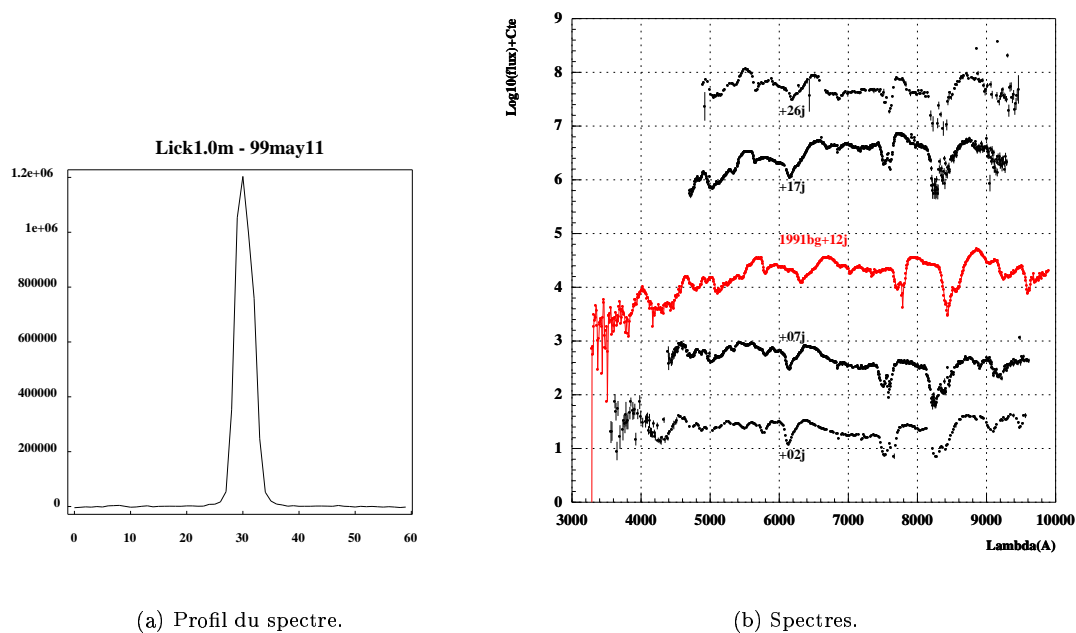 Lick1.0m - 99may11
1.2e+06
1e+06
800000
600000
400000
200000
0
0 10 20 30 40 50 60
(a) Profil du spectre.
Log10(flux)+Cte
9
8
7
6
5
4
3
2
1
0
+26j
+17j
1991bg+12j
+07j
+02j
3000 4000 5000 6000 7000 8000 9000 10000
Lambda(A)
(b) Spectres.